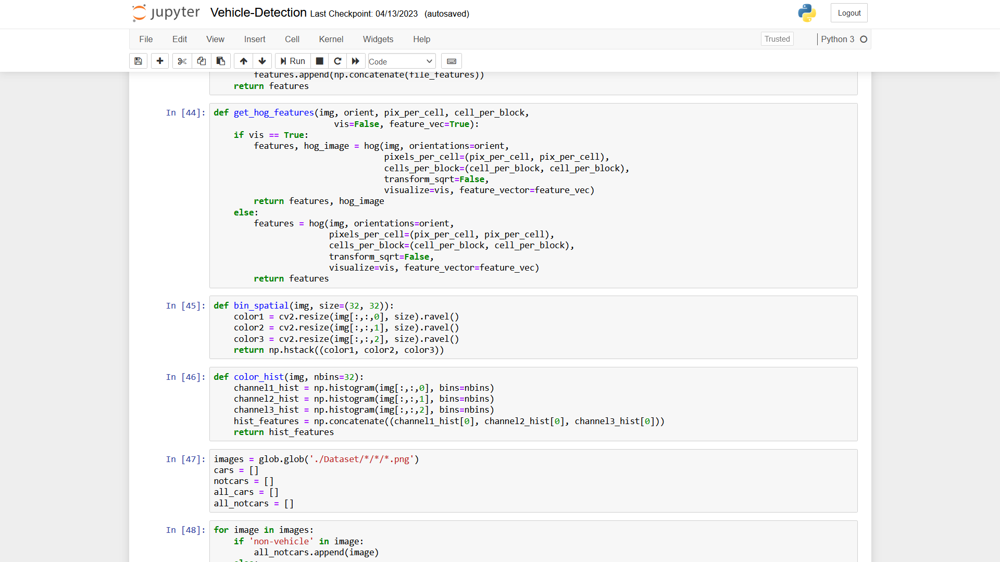 jupyter Vehicle-Detection Last Checkpoint: 04/13/2023 (autosaved) Logout
File Edit View Insert Cell Kernel Widgets Help Trusted Python 3
Run Code
features.append(np.concatenate(file_features))
return features
In [44]: def get_hog_features(img, orient, pix_per_cell, cell_per_block,
vis=False, feature_vec=True):
if vis == True:
features, hog_image = hog(img, orientations=orient,
pixels_per_cell=(pix_per_cell, pix_per_cell),
cells_per_block=(cell_per_block, cell_per_block),
transform_sqrt=False,
visualize=vis, feature_vector=feature_vec)
return features, hog_image
else:
features = hog(img, orientations=orient,
pixels_per_cell=(pix_per_cell, pix_per_cell),
cells_per_block=(cell_per_block, cell_per_block),
transform_sqrt=False,
visualize=vis, feature_vector=feature_vec)
return features
In [45]: def bin_spatial(img, size=(32, 32)):
color1 = cv2.resize(img[:,:,0], size).ravel()
color2 = cv2.resize(img[:,:,1], size).ravel()
color3 = cv2.resize(img[:,:,2], size).ravel()
return np.hstack((color1, color2, color3))
In [46]: def color_hist(img, nbins=32):
channel1_hist = np.histogram(img[:,:,0], bins=nbins)
channel2_hist = np.histogram(img[:,:,1], bins=nbins)
channel3_hist = np.histogram(img[:,:,2], bins=nbins)
hist_features = np.concatenate((channel1_hist[0], channel2_hist[0], channel3_hist[0]))
return hist_features
In [47]: images = glob.glob('./Dataset/*/*/*.png')
cars = []
notcars = []
all_cars = []
all_notcars = []
In [48]: for image in images:
if 'non-vehicle' in image:
all_notcars.append(image)
else: